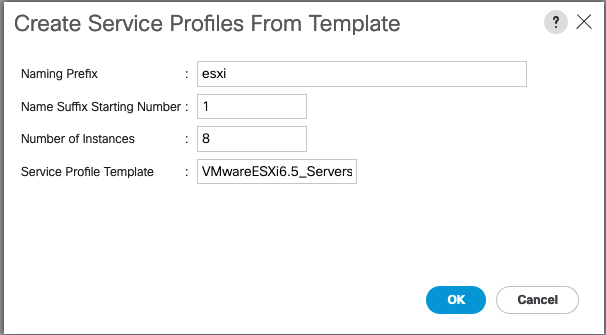 Create Service Profiles From Template
?
Naming Prefix : esxi
Name Suffix Starting Number : 1
Number of Instances : 8
Service Profile Template : VMwareESXi6.5_Servers
OK Cancel